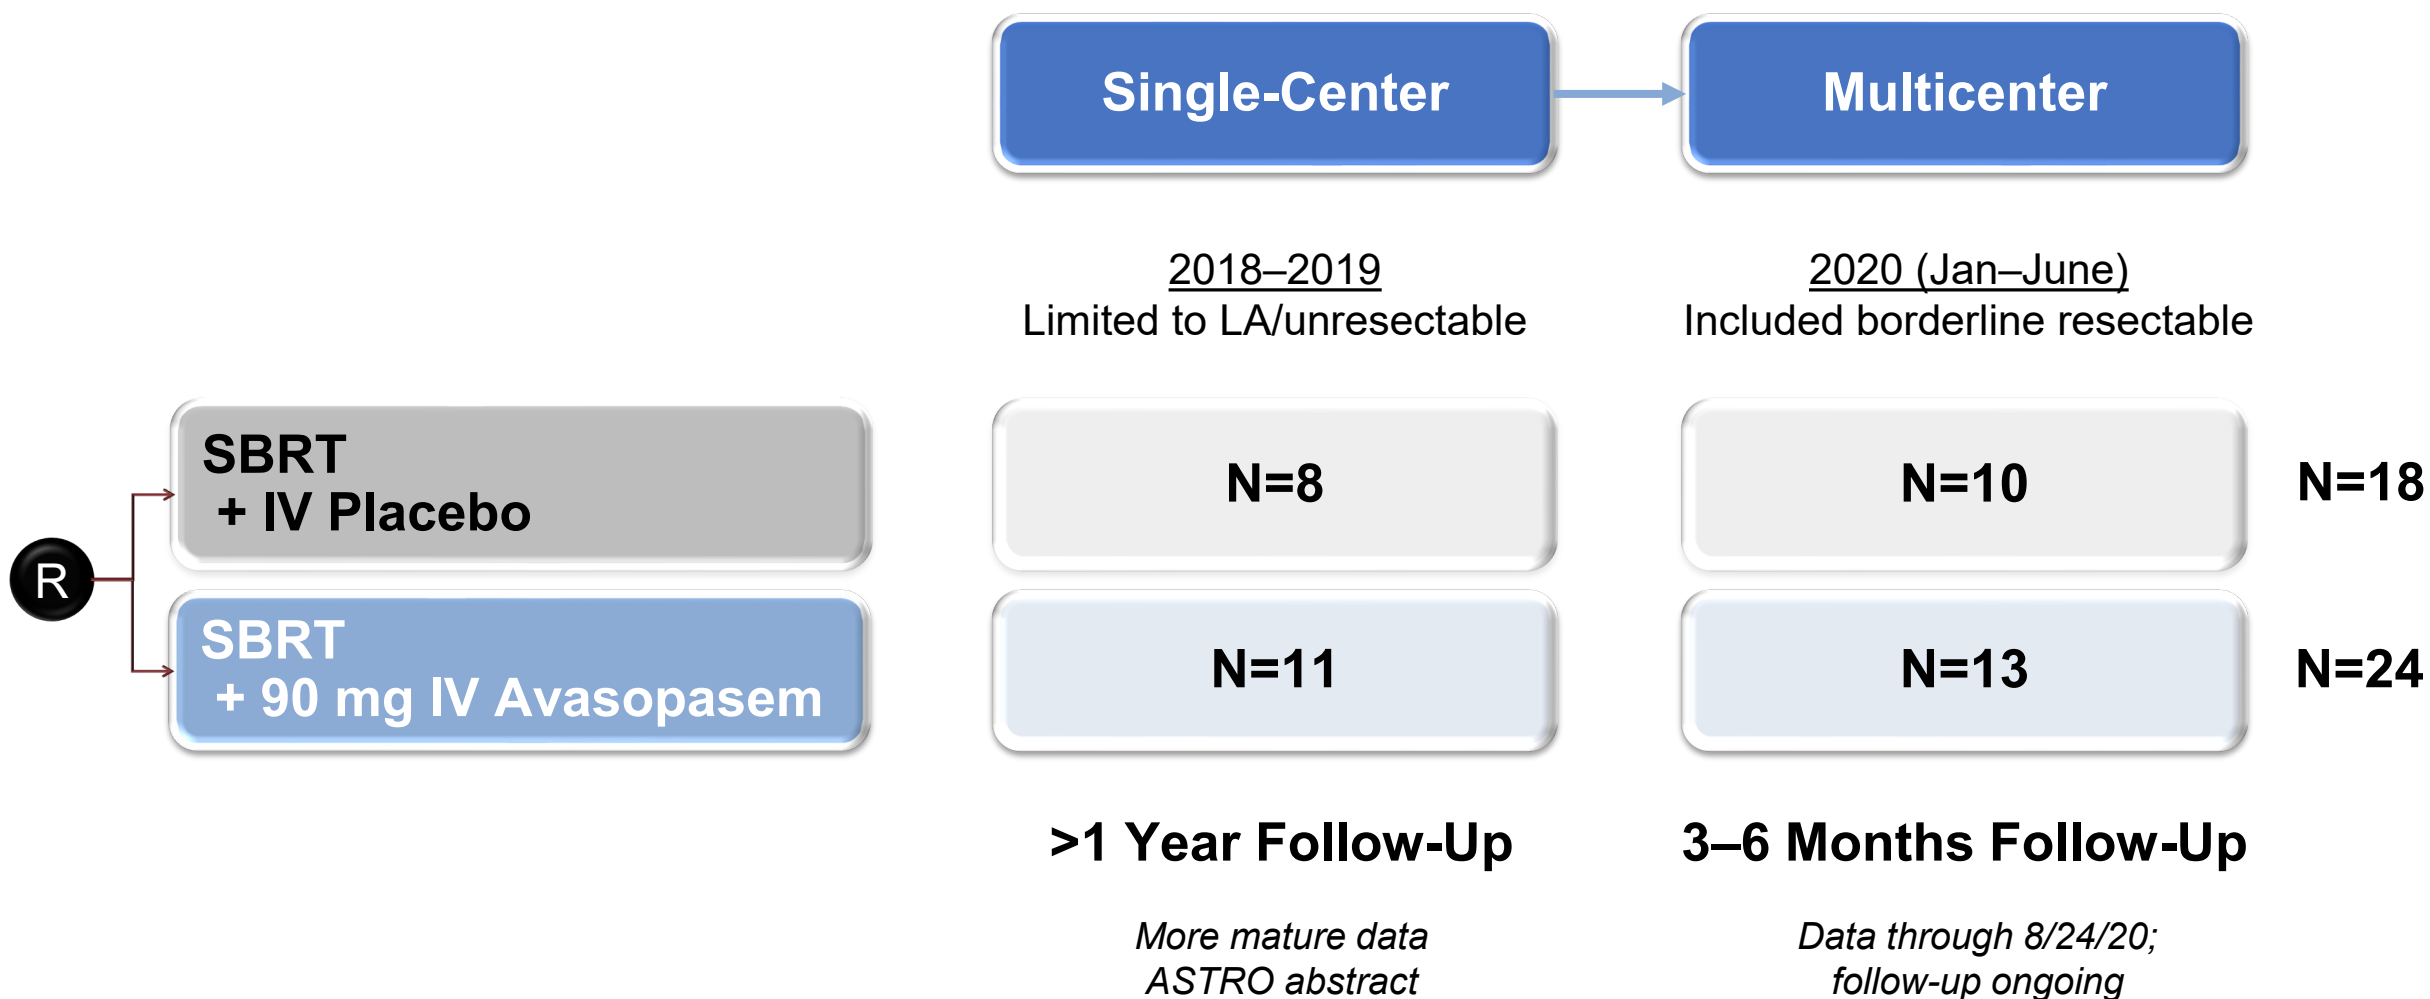 Single-Center
Multicenter
2018–2019
Limited to LA/unresectable
2020 (Jan–June)
Included borderline resectable
R
SBRT
+ IV Placebo
N=8
N=10
N=18
SBRT
+ 90 mg IV Avasopasem
N=11
N=13
N=24
>1 Year Follow-Up
3–6 Months Follow-Up
More mature data
ASTRO abstract
Data through 8/24/20;
follow-up ongoing